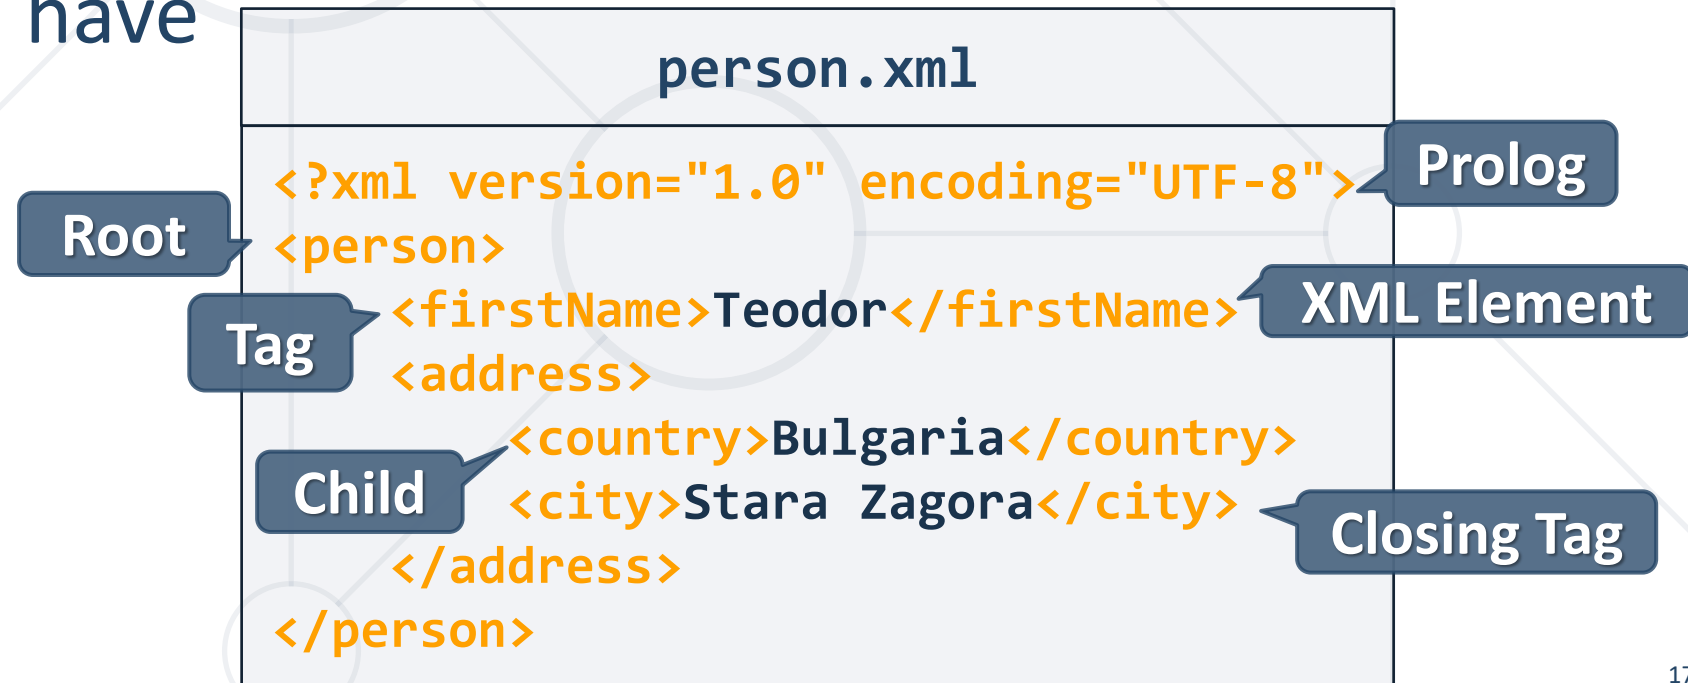 have
person.xml
<?xml version="1.0" encoding="UTF-8">
Prolog
Root
<person>
<firstName>Teodor</firstName>
XML Element
Tag
<address>
<country>Bulgaria</country>
Child
<city>Stara Zagora</city>
Closing Tag
</address>
</person>
17